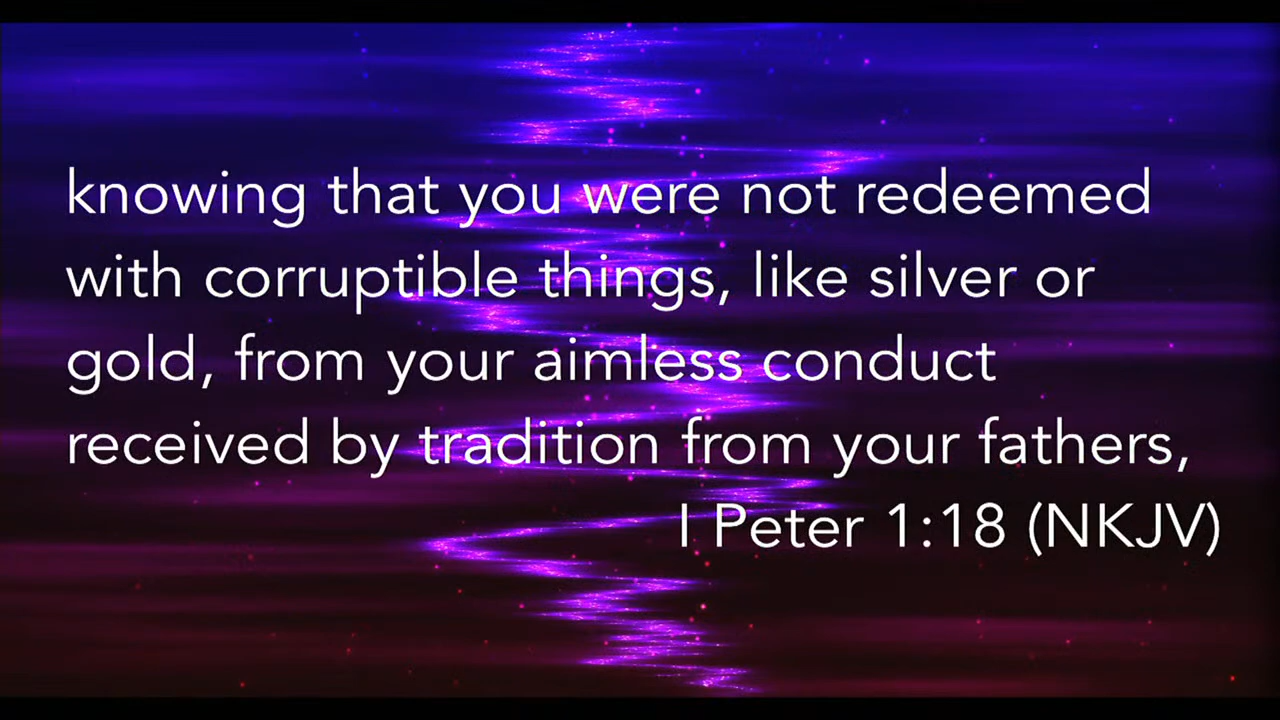 knowing that you were not redeemed
with corruptible things, like silver or
gold, from your aimless conduct
received by tradition from your fathers,
I Peter 1:18 (NKJV)